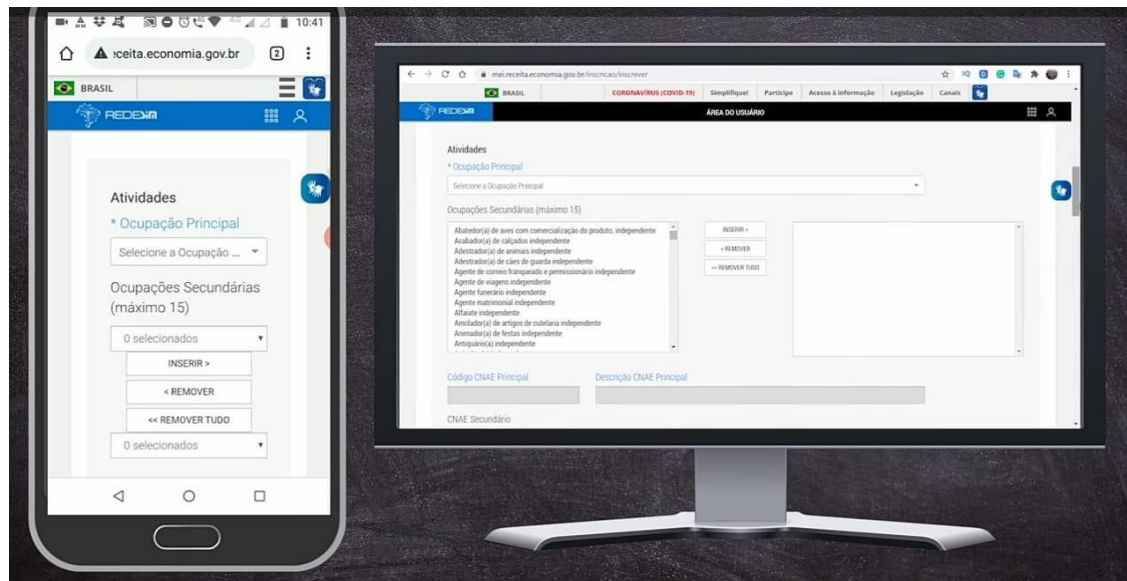 4G
10:41
:ceita.economia.gov.br
2
BRASIL
REDESIM
Atividades
* Ocupação Principal
Selecione a Ocupação ...
Ocupações Secundárias
(máximo 15)
0 selecionados
INSERIR >
< REMOVER
<< REMOVER TUDO
0 selecionados
mei.receita.economia.gov.br/inscricao/inscrever
BRASIL
CORONAVÍRUS (COVID-19)
Simplifique!
Participe
Acesso à informação
Legislação
Canais
REDESIM
ÁREA DO USUÁRIO
Atividades
* Ocupação Principal
Selecione a Ocupação Principal
Ocupações Secundárias (máximo 15)
Abatedor(a) de aves com comercialização do produto, independente
Acabador(a) de calçados independente
Adestrador(a) de animais independente
Adestrador(a) de cães de guarda independente
Agente de correio franqueado e permissionário independente
Agente de viagens independente
Agente funerário independente
Agente matrimonial independente
Alfaiate independente
Amolador(a) de artigos de cutelaria independente
Animador(a) de festas independente
Antiquário(a) independente
INSERIR >
< REMOVER
<< REMOVER TUDO
Código CNAE Principal
Descrição CNAE Principal
CNAE Secundário